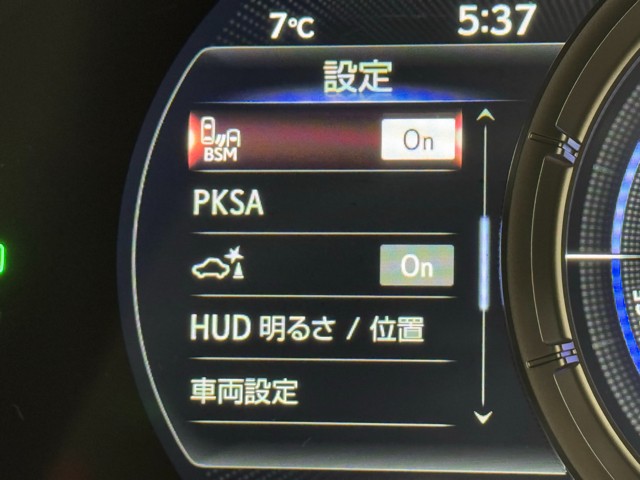 7℃ 5:37
設定
BSM On
PKSA
On
HUD 明るさ / 位置
車両設定